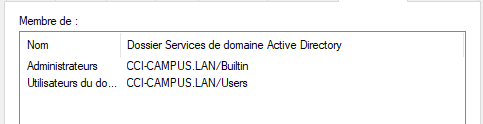 Membre de :
Nom Dossier Services de domaine Active Directory
Administrateurs CCI-CAMPUS.LAN/Builtin
Utilisateurs du do... CCI-CAMPUS.LAN/Users